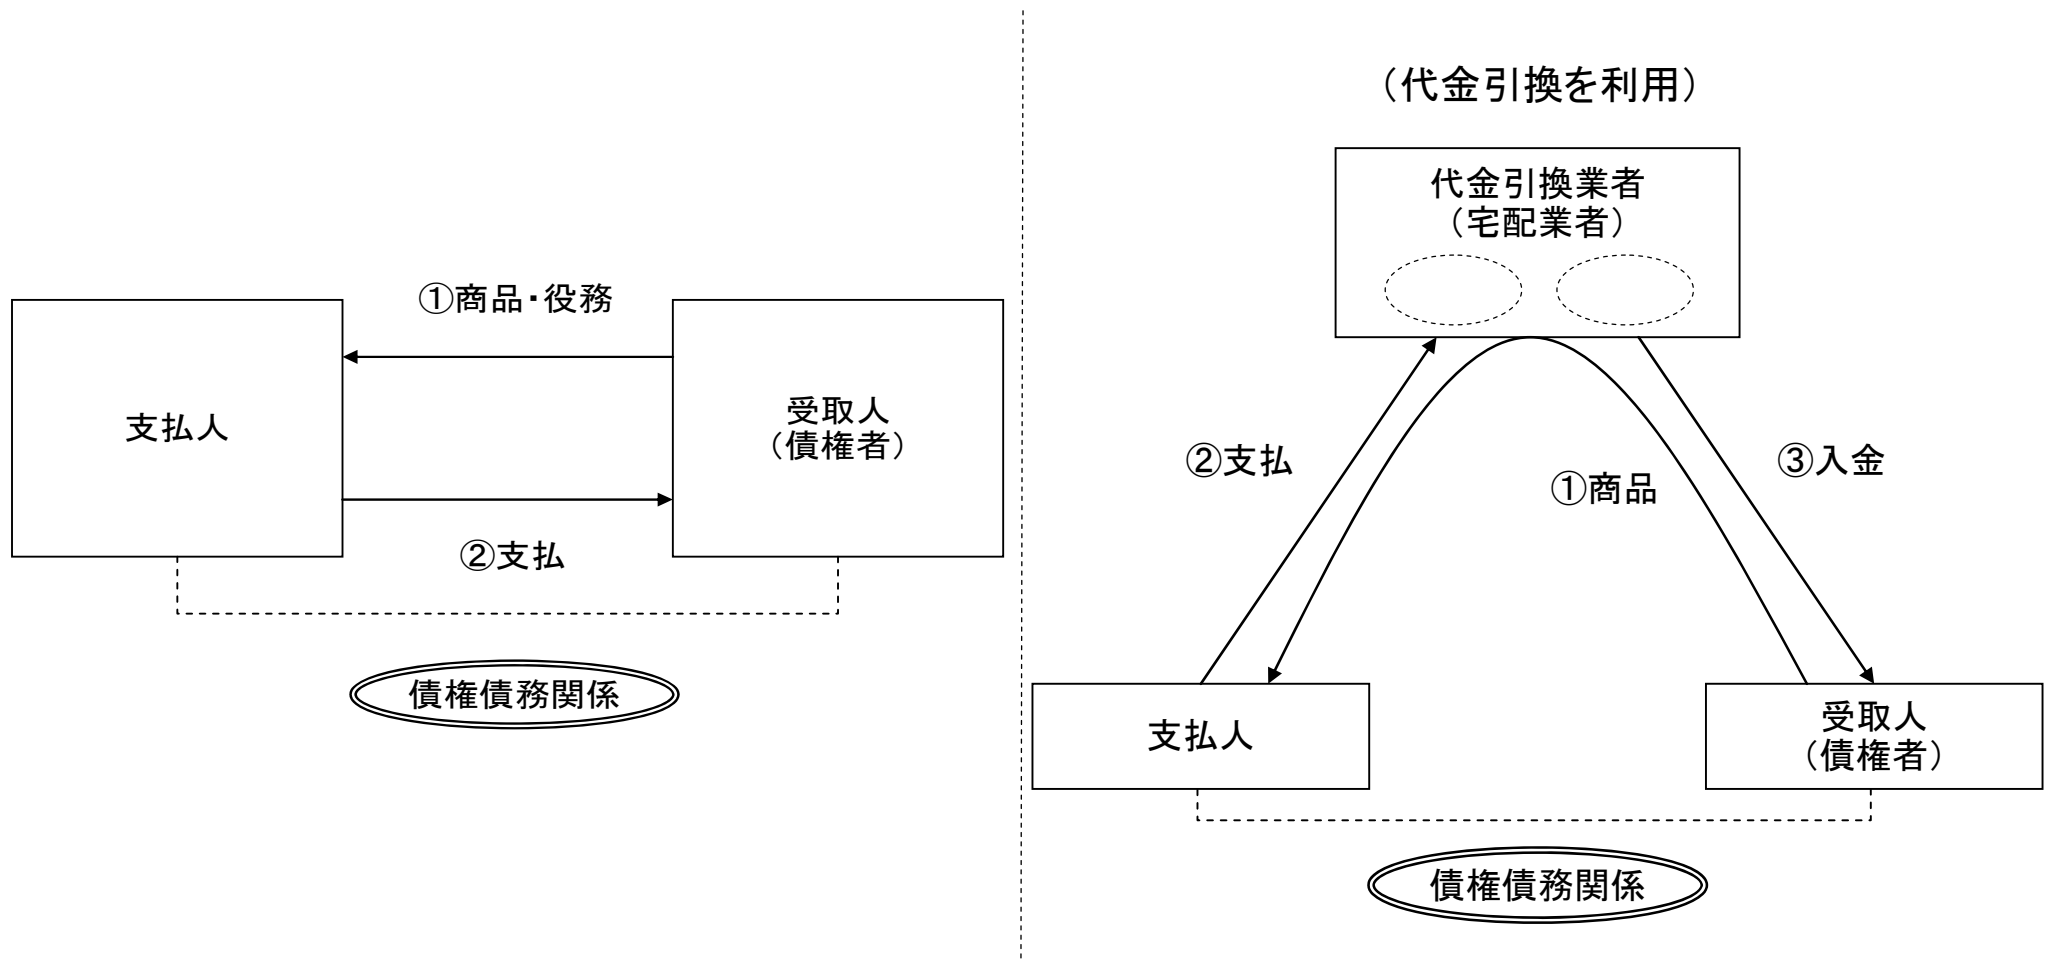 ①商品・役務
支払人
受取人
（債権者）
②支払
債権債務関係
（代金引換を利用）
代金引換業者
（宅配業者）
②支払
③入金
①商品
支払人
受取人
（債権者）
債権債務関係